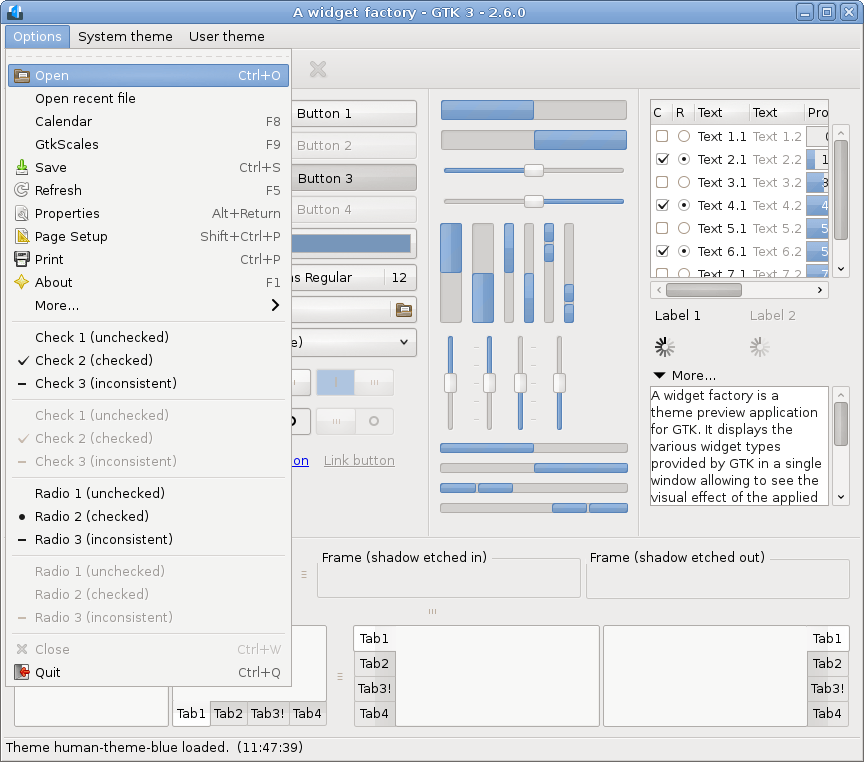 A widget factory - GTK 3 - 2.6.0
Options System theme User theme
Open Ctrl+O
Open recent file
Calendar F8
GtkScales F9
Save Ctrl+S
Refresh F5
Properties Alt+Return
Page Setup Shift+Ctrl+P
Print Ctrl+P
About F1
More...
Check 1 (unchecked)
Check 2 (checked)
Check 3 (inconsistent)
Check 1 (unchecked)
Check 2 (checked)
Check 3 (inconsistent)
Radio 1 (unchecked)
Radio 2 (checked)
Radio 3 (inconsistent)
Radio 1 (unchecked)
Radio 2 (checked)
Radio 3 (inconsistent)
Close Ctrl+W
Quit Ctrl+Q
Button 1
Button 2
Button 3
Button 4
Regular 12
Link button
C R Text Text Pro
Text 1.1 Text 1.2
Text 2.1 Text 2.2
Text 3.1 Text 3.2
Text 4.1 Text 4.2
Text 5.1 Text 5.2
Text 6.1 Text 6.2
Text 7.1 Text 7.2
Label 1 Label 2
More...
A widget factory is a
theme preview application
for GTK. It displays the
various widget types
provided by GTK in a single
window allowing to see the
visual effect of the applied
Frame (shadow etched in) Frame (shadow etched out)
Tab1 Tab2 Tab3! Tab4
Tab1
Tab2
Tab3!
Tab4
Tab1
Tab2
Tab3!
Tab4
Theme human-theme-blue loaded. (11:47:39)